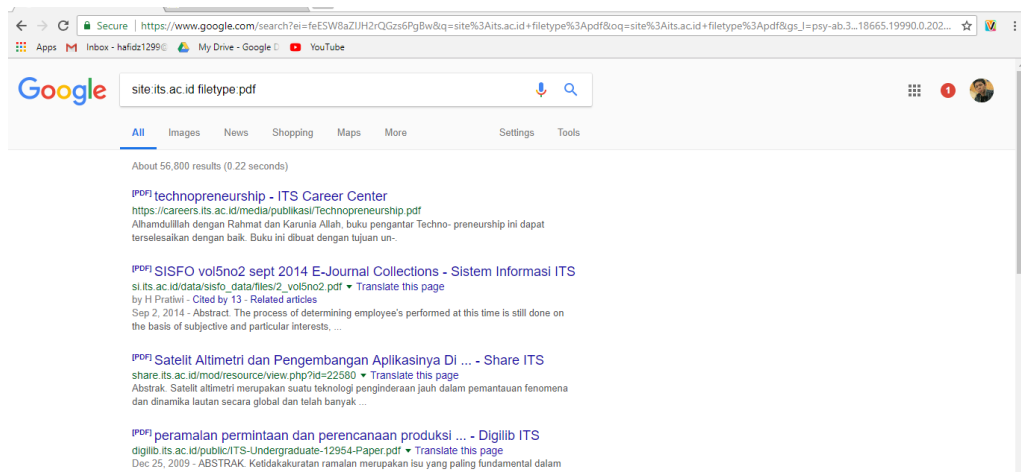 Secure | https://www.google.com/search?ei=feESW8aZIJH2rQGzs6PgBw&q=site%3Aits.ac.id+filetype%3Apdf&oq=site%3Aits.ac.id+filetype%3Apdf&gs_l=psy-ab.3...18665.19990.0.202...
Apps Inbox - hafidz1299© My Drive - Google D YouTube
Google site:its.ac.id filetype:pdf 1
All Images News Shopping Maps More Settings Tools
About 56,800 results (0.22 seconds)
[PDF] technopreneurship - ITS Career Center
https://careers.its.ac.id/media/publikasi/Technopreneurship.pdf
Alhamdulillah dengan Rahmat dan Karunia Allah, buku pengantar Techno- preneurship ini dapat
terselesaikan dengan baik. Buku ini dibuat dengan tujuan un-.
[PDF] SISFO vol5no2 sept 2014 E-Journal Collections - Sistem Informasi ITS
si.its.ac.id/data/sisfo_data/files/2_vol5no2.pdf ▼ Translate this page
by H Pratiwi - Cited by 13 - Related articles
Sep 2, 2014 - Abstract. The process of determining employee's performed at this time is still done on
the basis of subjective and particular interests, ...
[PDF] Satelit Altimetri dan Pengembangan Aplikasinya Di ... - Share ITS
share.its.ac.id/mod/resource/view.php?id=22580 ▼ Translate this page
Abstrak. Satelit altimetri merupakan suatu teknologi penginderaan jauh dalam pemantauan fenomena
dan dinamika lautan secara global dan telah banyak ...
[PDF] peramalan permintaan dan perencanaan produksi ... - Digilib ITS
digilib.its.ac.id/public/ITS-Undergraduate-12954-Paper.pdf ▼ Translate this page
Dec 25, 2009 - ABSTRAK. Ketidakakuratan ramalan merupakan isu yang paling fundamental dalam